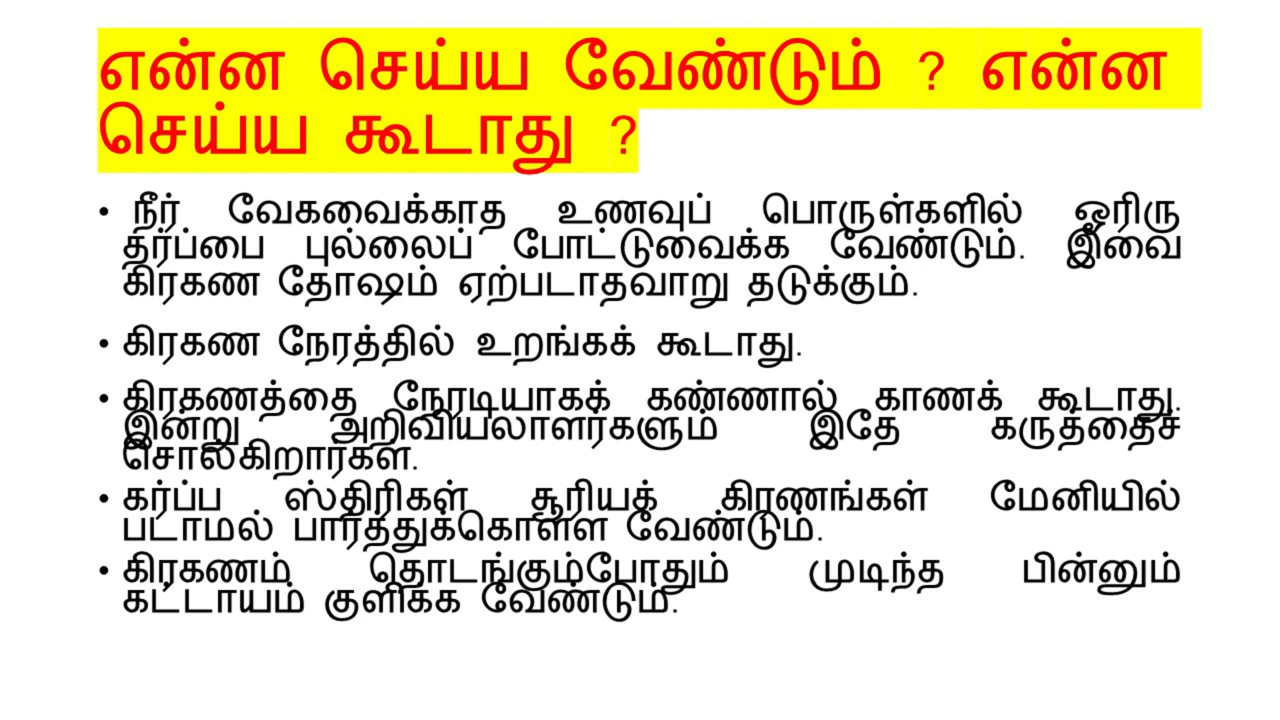 என்ன செய்ய வேண்டும் ? என்ன
செய்ய கூடாது ?
• நீர் வேகவைக்காத உணவுப் பொருள்களில் ஓரிரு
தர்ப்பை புல்லைப் போட்டுவைக்க வேண்டும். இவை
கிரகண தோஷம் ஏற்படாதவாறு தடுக்கும்.
• கிரகண நேரத்தில் உறங்கக் கூடாது.
• கிரகணத்தை நேரடியாகக் கண்ணால் காணக் கூடாது.
இன்று அறிவியலாளர்களும் இதே கருத்தைச்
சொல்கிறார்கள்.
• கர்ப்ப ஸ்திரிகள் சூரியக் கிரணங்கள் மேனியில்
படாமல் பார்த்துக்கொள்ள வேண்டும்.
• கிரகணம் தொடங்கும்போதும் முடிந்த பின்னும்
கட்டாயம் குளிக்க வேண்டும்.